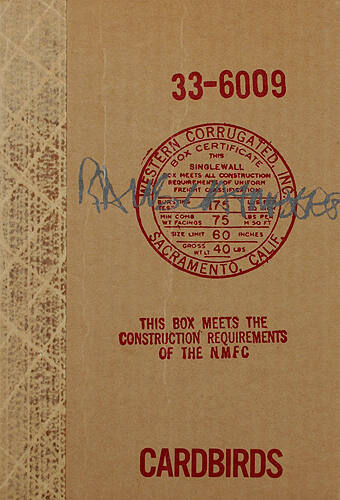 33-6009
WESTERN CORRUGATED, INC.
BOX CERTIFICATE
THIS
SINGLEWALL
BOX MEETS ALL CONSTRUCTION
REQUIREMENTS OF UNIFORM
FREIGHT CLASSIFICATION
BURSTING
TEST 175
MIN COMB 75 LBS PER
WT FACINGS M SQ FT
SIZE LIMIT 60 INCHES
GROSS WT LT 40 LBS
SACRAMENTO, CALIF.
THIS BOX MEETS THE
CONSTRUCTION REQUIREMENTS
OF THE NMFC
CARDBIRDS